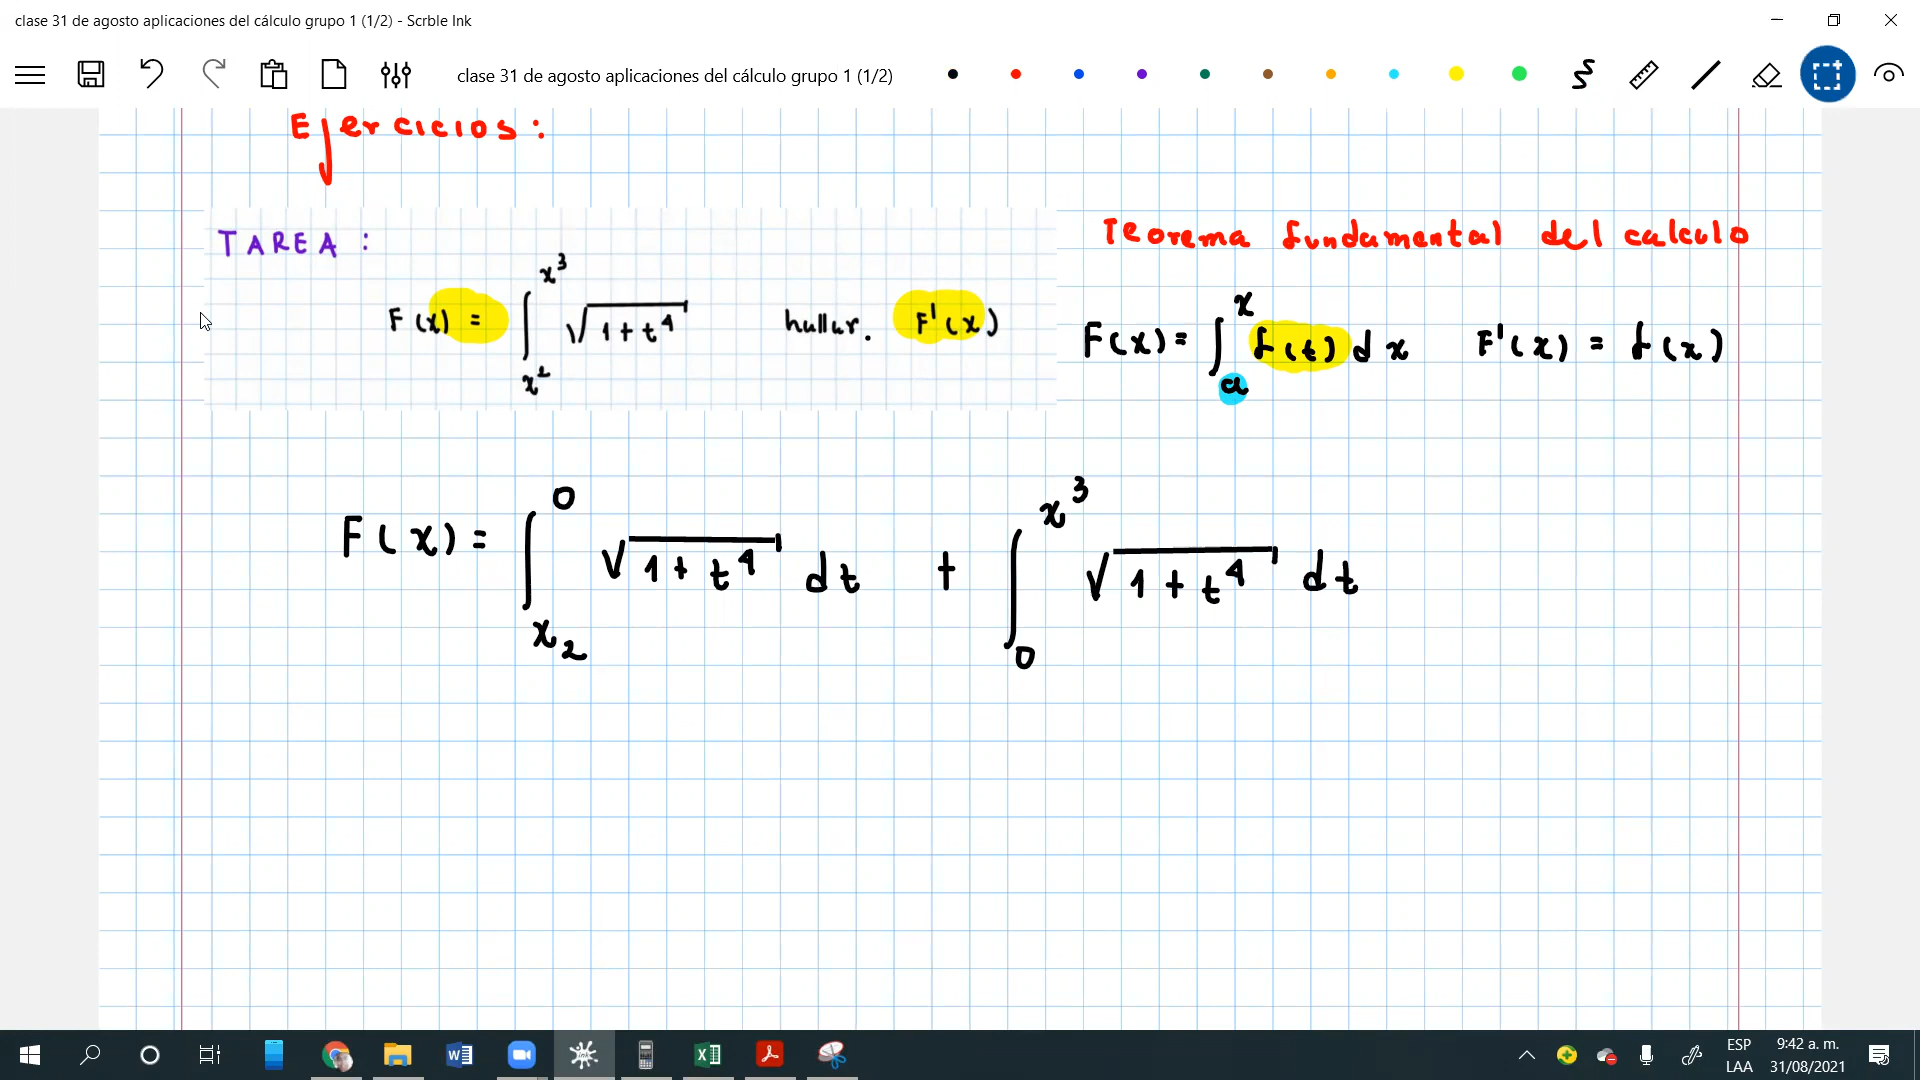 clase 31 de agosto aplicaciones del cálculo grupo 1 (1/2) - Scrble Ink
clase 31 de agosto aplicaciones del cálculo grupo 1 (1/2)
Ejercicios:
TAREA:
F(x) = ∫_{x²}^{x³} √(1+t⁴) hallar. F'(x)
Teorema fundamental del calculo
F(x) = ∫_{a}^{x} f(t) dx F'(x) = f(x)
F(x) = ∫_{x₂}^{0} √(1+t⁴) dt + ∫_{0}^{x³} √(1+t⁴) dt
ESP
LAA
9:42 a. m.
31/08/2021